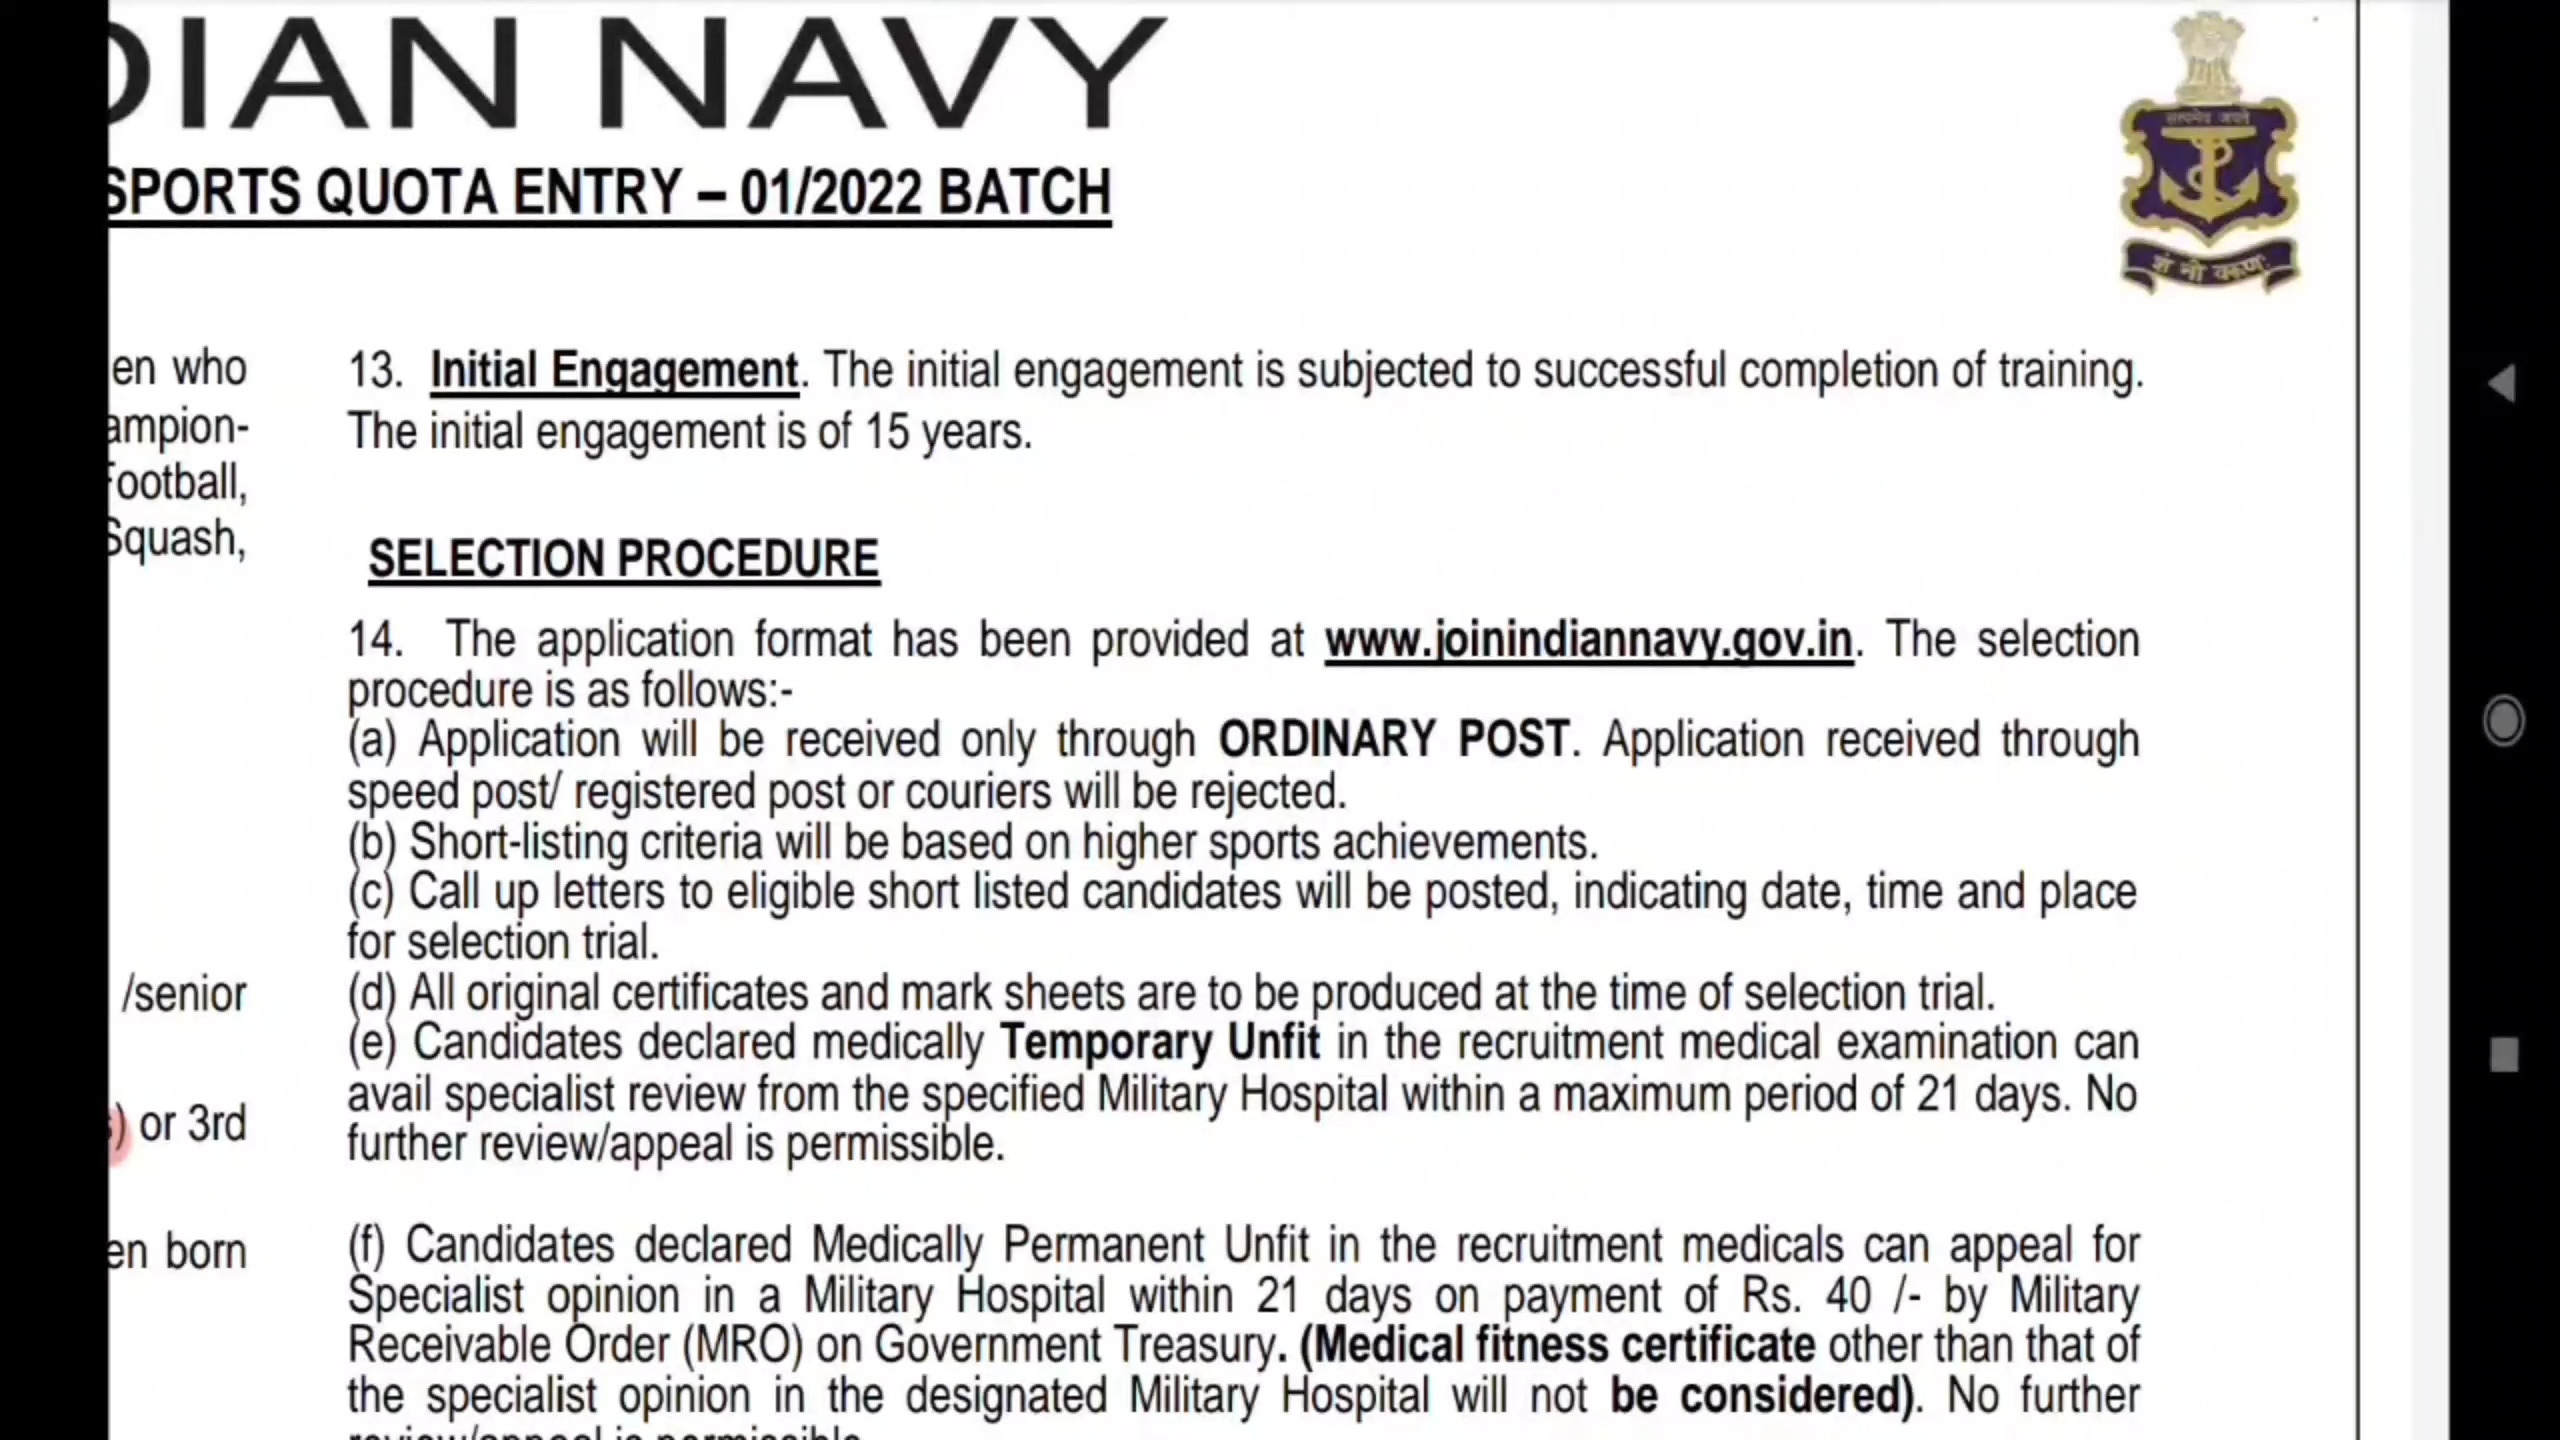 DIAN NAVY
SPORTS QUOTA ENTRY – 01/2022 BATCH
सत्यमेव जयते
शं नो वरुणः
en who
ampion-
Football,
Squash,
/senior
) or 3rd
en born
13. Initial Engagement. The initial engagement is subjected to successful completion of training.
The initial engagement is of 15 years.
SELECTION PROCEDURE
14. The application format has been provided at www.joinindiannavy.gov.in. The selection
procedure is as follows:-
(a) Application will be received only through ORDINARY POST. Application received through
speed post/ registered post or couriers will be rejected.
(b) Short-listing criteria will be based on higher sports achievements.
(c) Call up letters to eligible short listed candidates will be posted, indicating date, time and place
for selection trial.
(d) All original certificates and mark sheets are to be produced at the time of selection trial.
(e) Candidates declared medically Temporary Unfit in the recruitment medical examination can
avail specialist review from the specified Military Hospital within a maximum period of 21 days. No
further review/appeal is permissible.
(f) Candidates declared Medically Permanent Unfit in the recruitment medicals can appeal for
Specialist opinion in a Military Hospital within 21 days on payment of Rs. 40 /- by Military
Receivable Order (MRO) on Government Treasury. (Medical fitness certificate other than that of
the specialist opinion in the designated Military Hospital will not be considered). No further
review/appeal is permissible